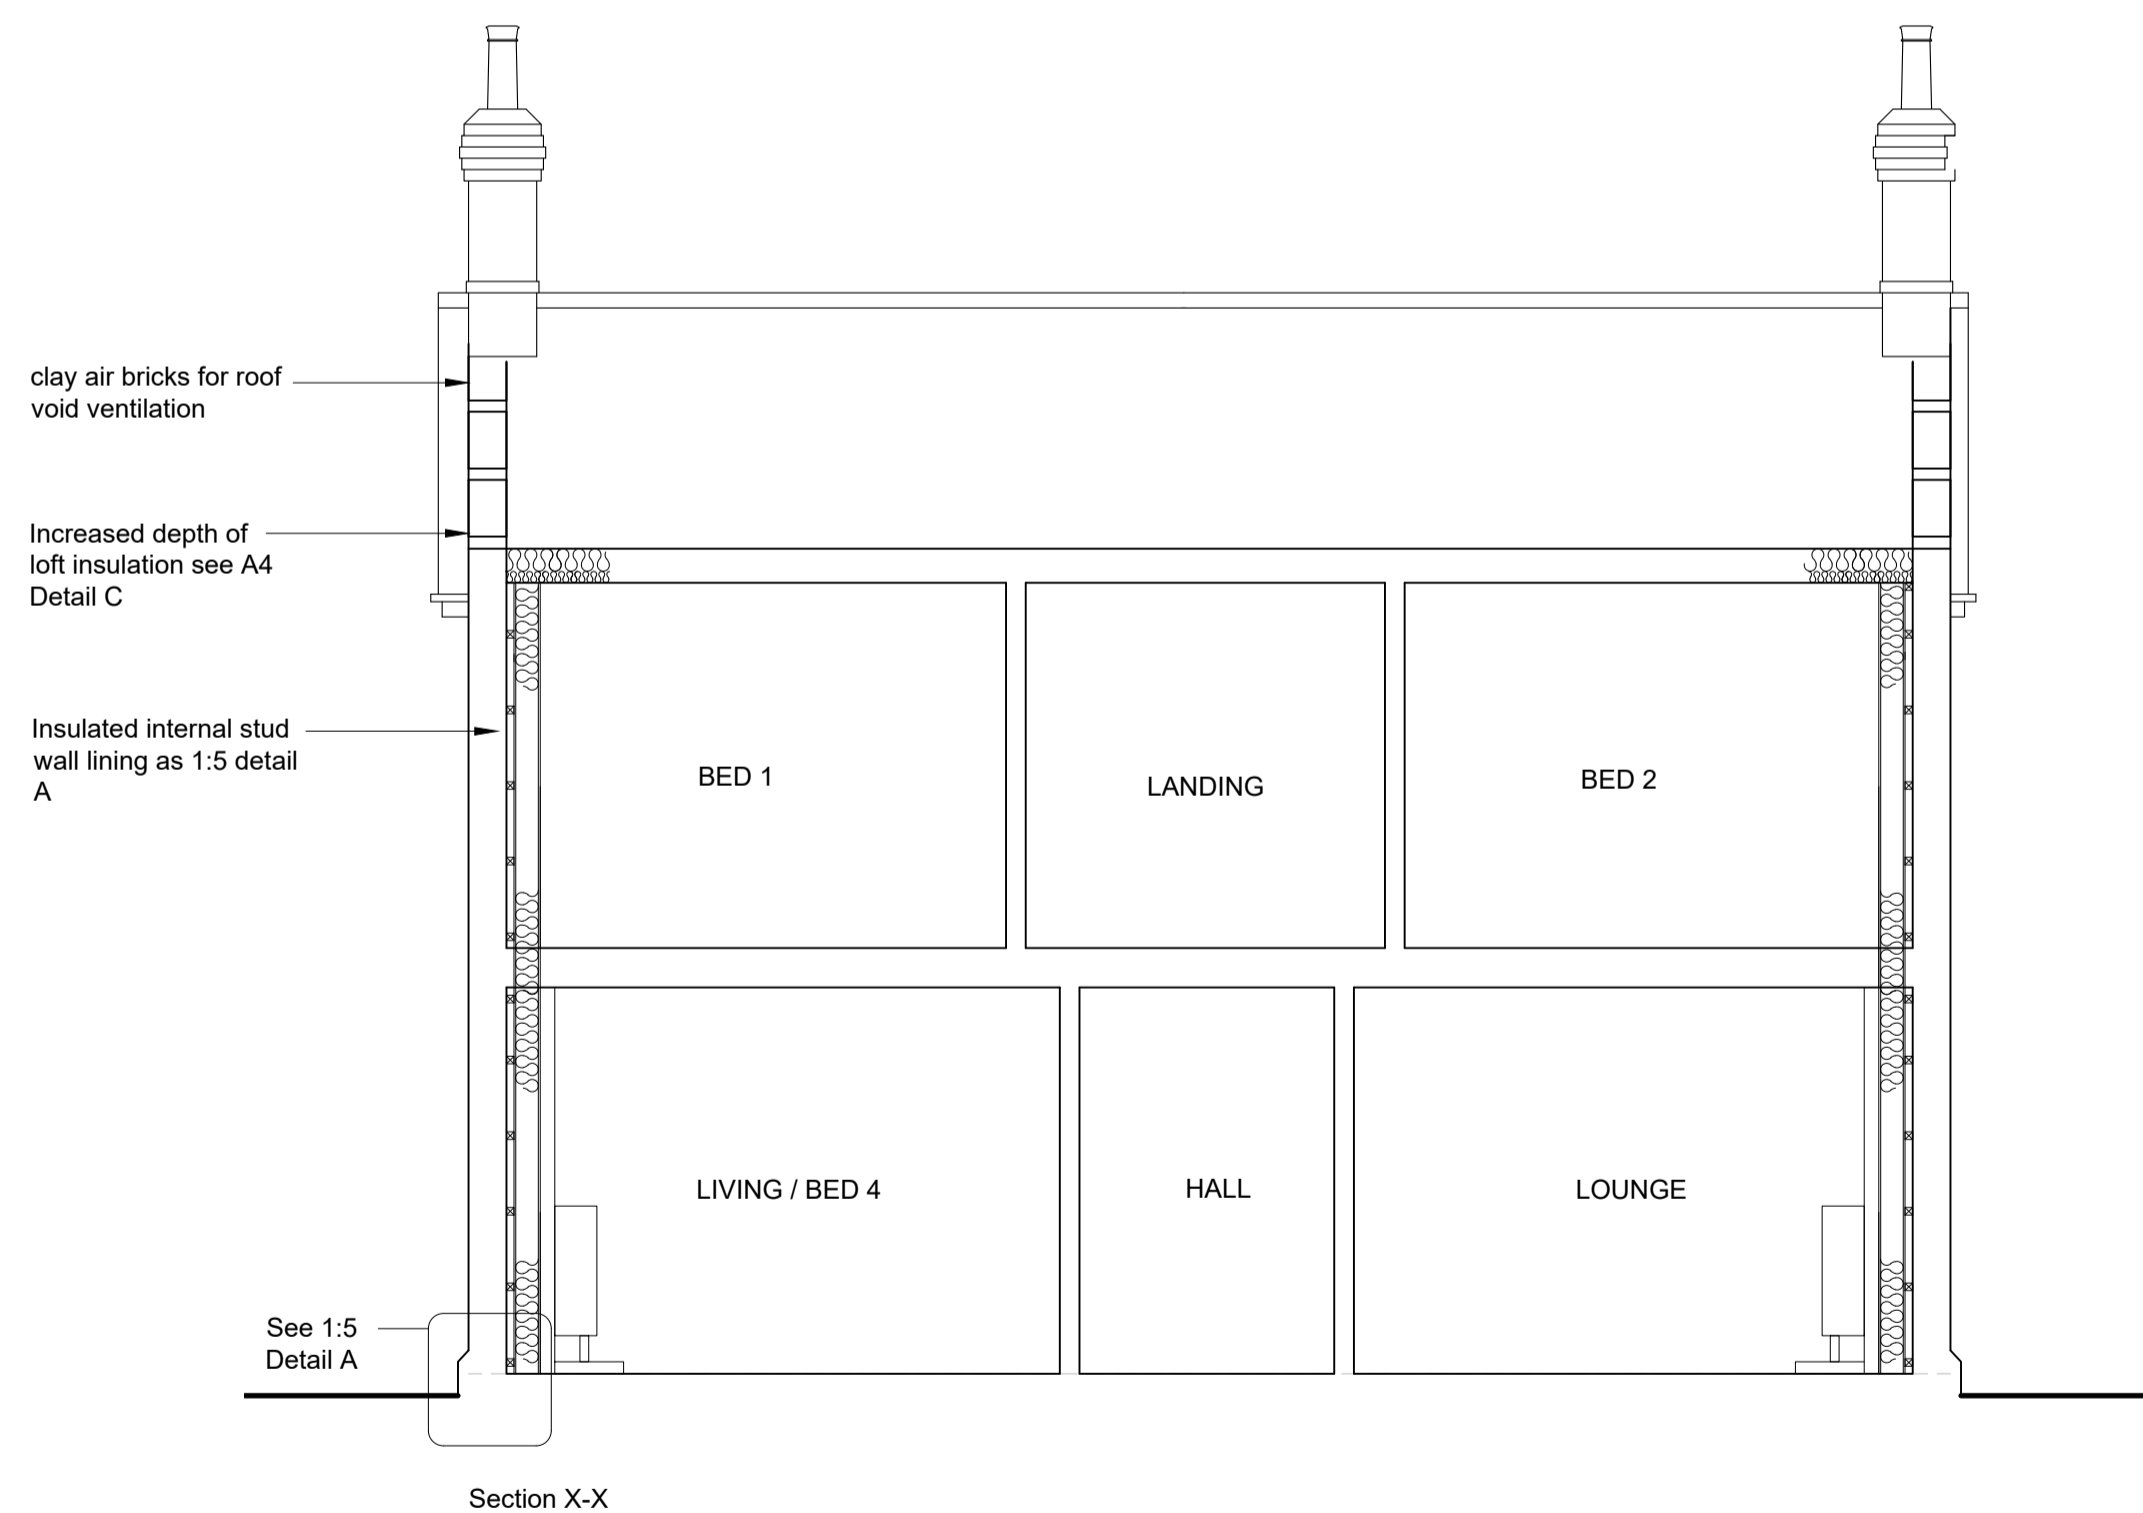 clay air bricks for roof
void ventilation
Increased depth of
loft insulation see A4
Detail C
Insulated internal stud
wall lining as 1:5 detail
A
BED 1
LANDING
BED 2
LIVING / BED 4
HALL
LOUNGE
See 1:5
Detail A
Section X-X